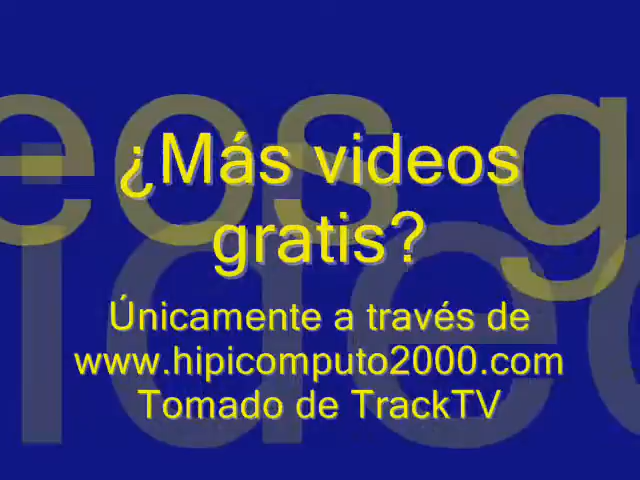 ¿Más videos
gratis?
Únicamente a través de
www.hipicomputo2000.com
Tomado de TrackTV